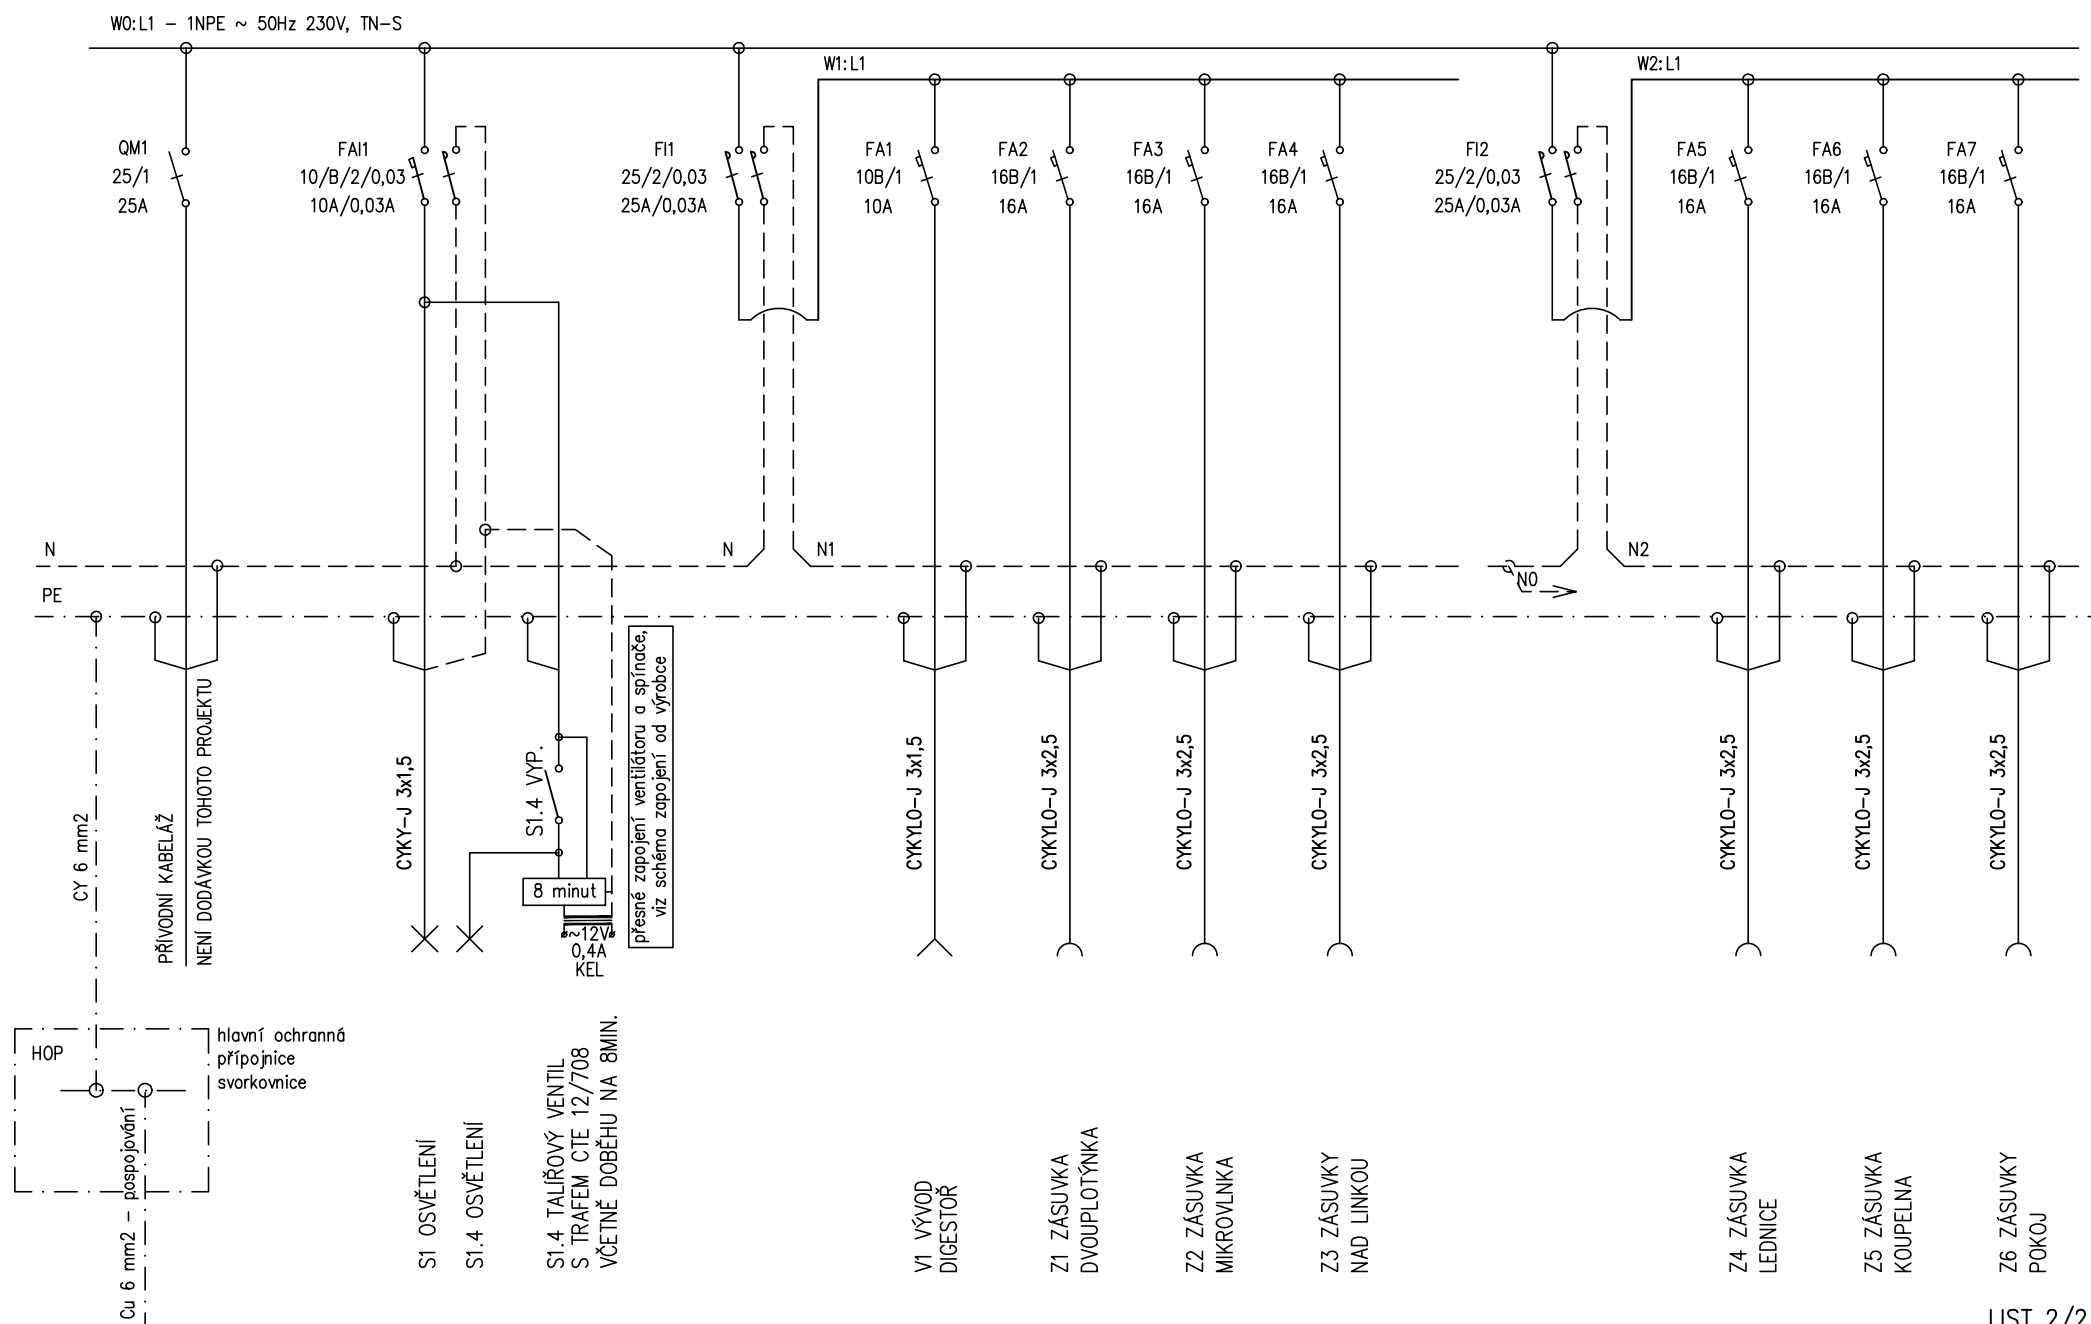 W0:L1 – 1NPE ~ 50Hz 230V, TN-S
W1:L1
W2:L1
QM1
25/1
25A
FAI1
10/B/2/0,03
10A/0,03A
FI1
25/2/0,03
25A/0,03A
FA1
10B/1
10A
FA2
16B/1
16A
FA3
16B/1
16A
FA4
16B/1
16A
FI2
25/2/0,03
25A/0,03A
FA5
16B/1
16A
FA6
16B/1
16A
FA7
16B/1
16A
N
N
N1
N0
N2
PE
CY 6 mm2
PŘÍVODNÍ KABELÁŽ
NENÍ DODÁVKOU TOHOTO PROJEKTU
CYKY-J 3x1,5
S1.4 VYP.
8 minut
~12V
0,4A
KEL
přesné zapojení ventilátoru a spínače,
viz schéma zapojení od výrobce
CYKYLO-J 3x1,5
CYKYLO-J 3x2,5
CYKYLO-J 3x2,5
CYKYLO-J 3x2,5
CYKYLO-J 3x2,5
CYKYLO-J 3x2,5
CYKYLO-J 3x2,5
HOP
hlavní ochranná
přípojnice
svorkovnice
Cu 6 mm2 – pospojování
S1 OSVĚTLENÍ
S1.4 OSVĚTLENÍ
S1.4 TALÍŘOVÝ VENTIL
S TRAFEM CTE 12/708
VČETNĚ DOBĚHU NA 8MIN.
V1 VÝVOD
DIGESTOŘ
Z1 ZÁSUVKA
DVOUPLOTÝNKA
Z2 ZÁSUVKA
MIKROVLNKA
Z3 ZÁSUVKY
NAD LINKOU
Z4 ZÁSUVKA
LEDNICE
Z5 ZÁSUVKA
KOUPELNA
Z6 ZÁSUVKY
POKOJ
LIST 2/2